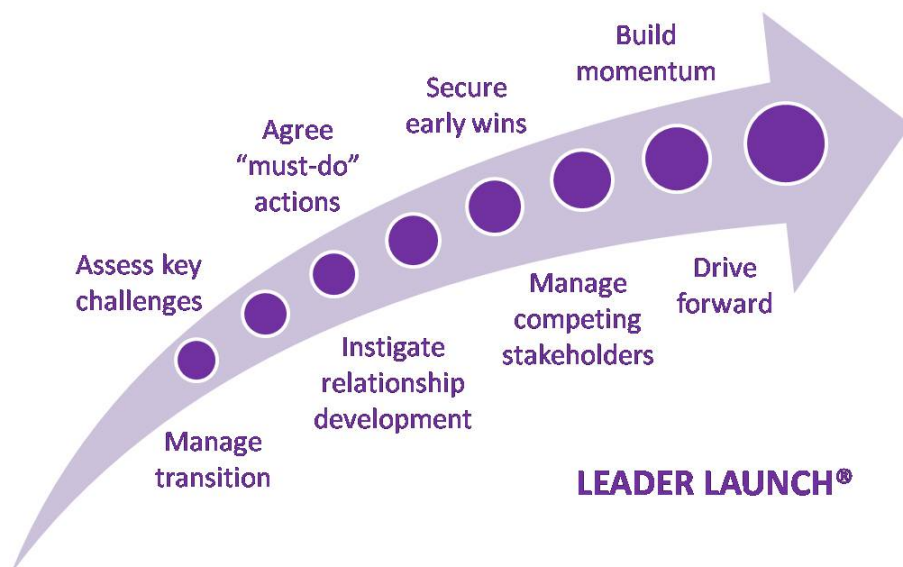 Build
momentum
Secure
early wins
Agree
“must-do”
actions
Assess key
challenges
Manage
transition
Instigate
relationship
development
Manage
competing
stakeholders
Drive
forward
LEADER LAUNCH®